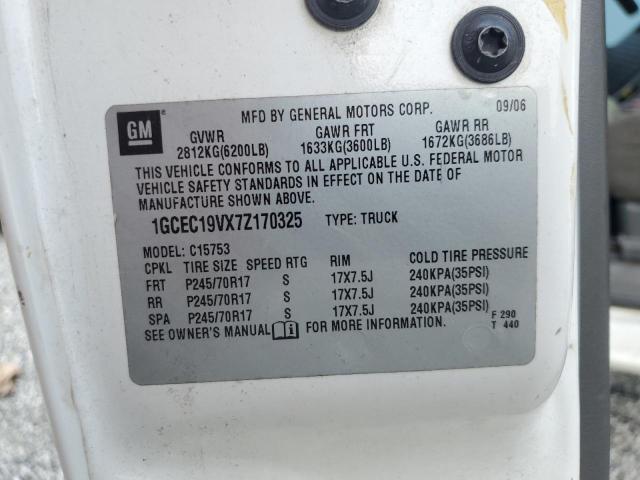 MFD BY GENERAL MOTORS CORP. 09/06
GM
GVWR GAWR FRT GAWR RR
2812KG(6200LB) 1633KG(3600LB) 1672KG(3686LB)
THIS VEHICLE CONFORMS TO ALL APPLICABLE U.S. FEDERAL MOTOR
VEHICLE SAFETY STANDARDS IN EFFECT ON THE DATE OF
MANUFACTURE SHOWN ABOVE.
1GCEC19VX7Z170325 TYPE: TRUCK
MODEL: C15753
CPKL TIRE SIZE SPEED RTG RIM COLD TIRE PRESSURE
FRT P245/70R17 S 17X7.5J 240KPA(35PSI)
RR P245/70R17 S 17X7.5J 240KPA(35PSI)
SPA P245/70R17 S 17X7.5J 240KPA(35PSI)
SEE OWNER'S MANUAL FOR MORE INFORMATION.
F 290
T 440